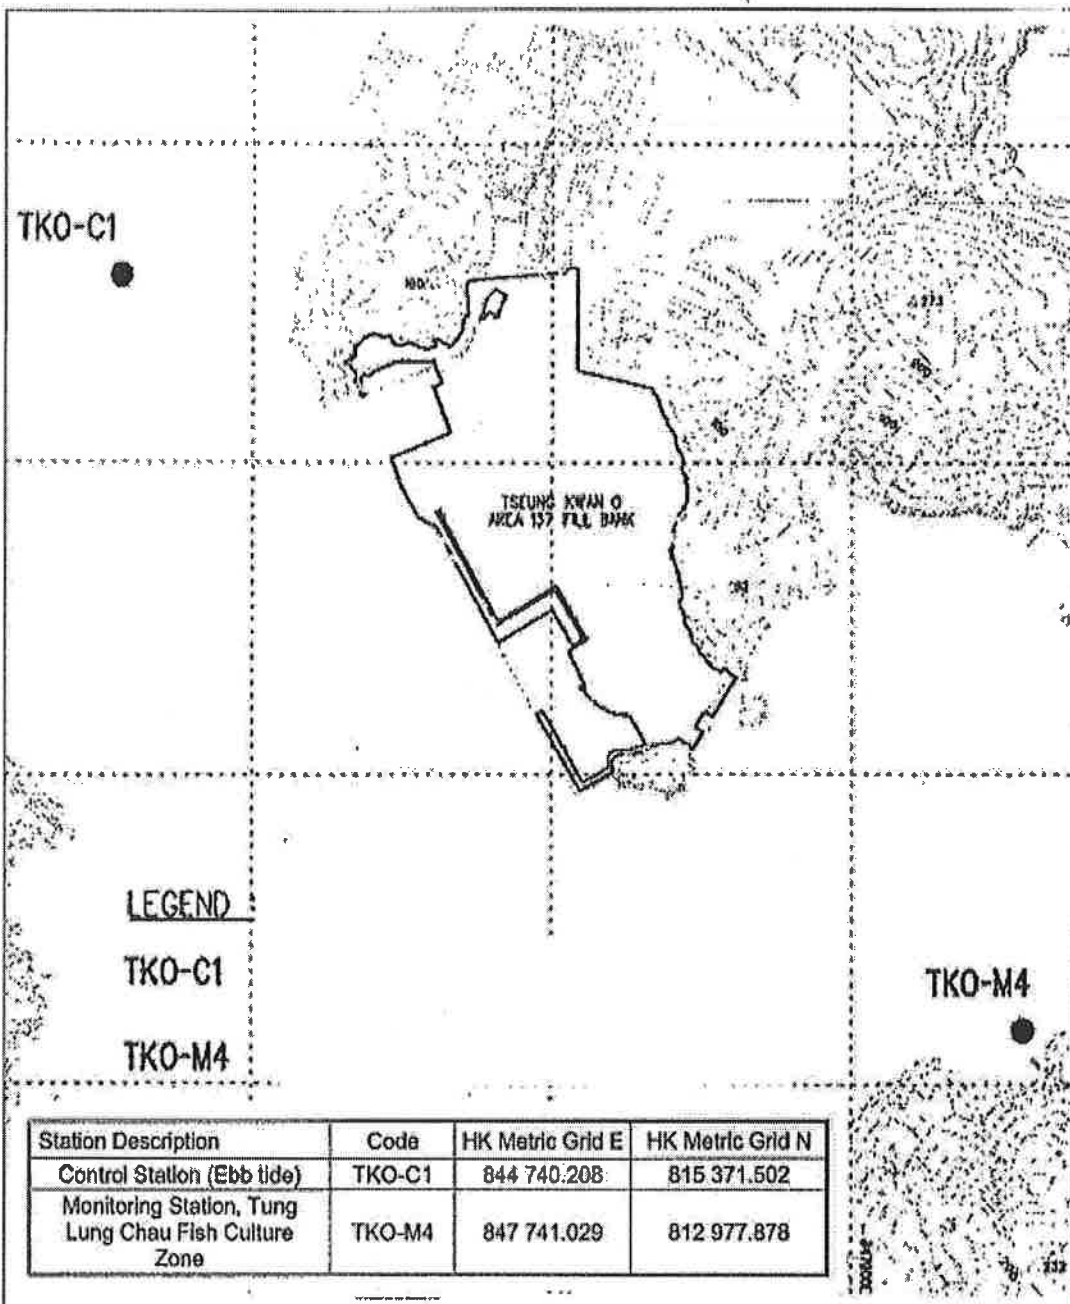 TKO-C1
TSEUNG KWAN O
AREA 137 FILL BANK
LEGEND
TKO-C1
TKO-M4
TKO-M4
Station Description Code HK Metric Grid E HK Metric Grid N
Control Station (Ebb tide) TKO-C1 844 740.208 815 371.502
Monitoring Station, Tung
Lung Chau Fish Culture
Zone TKO-M4 847 741.029 812 977.878
232